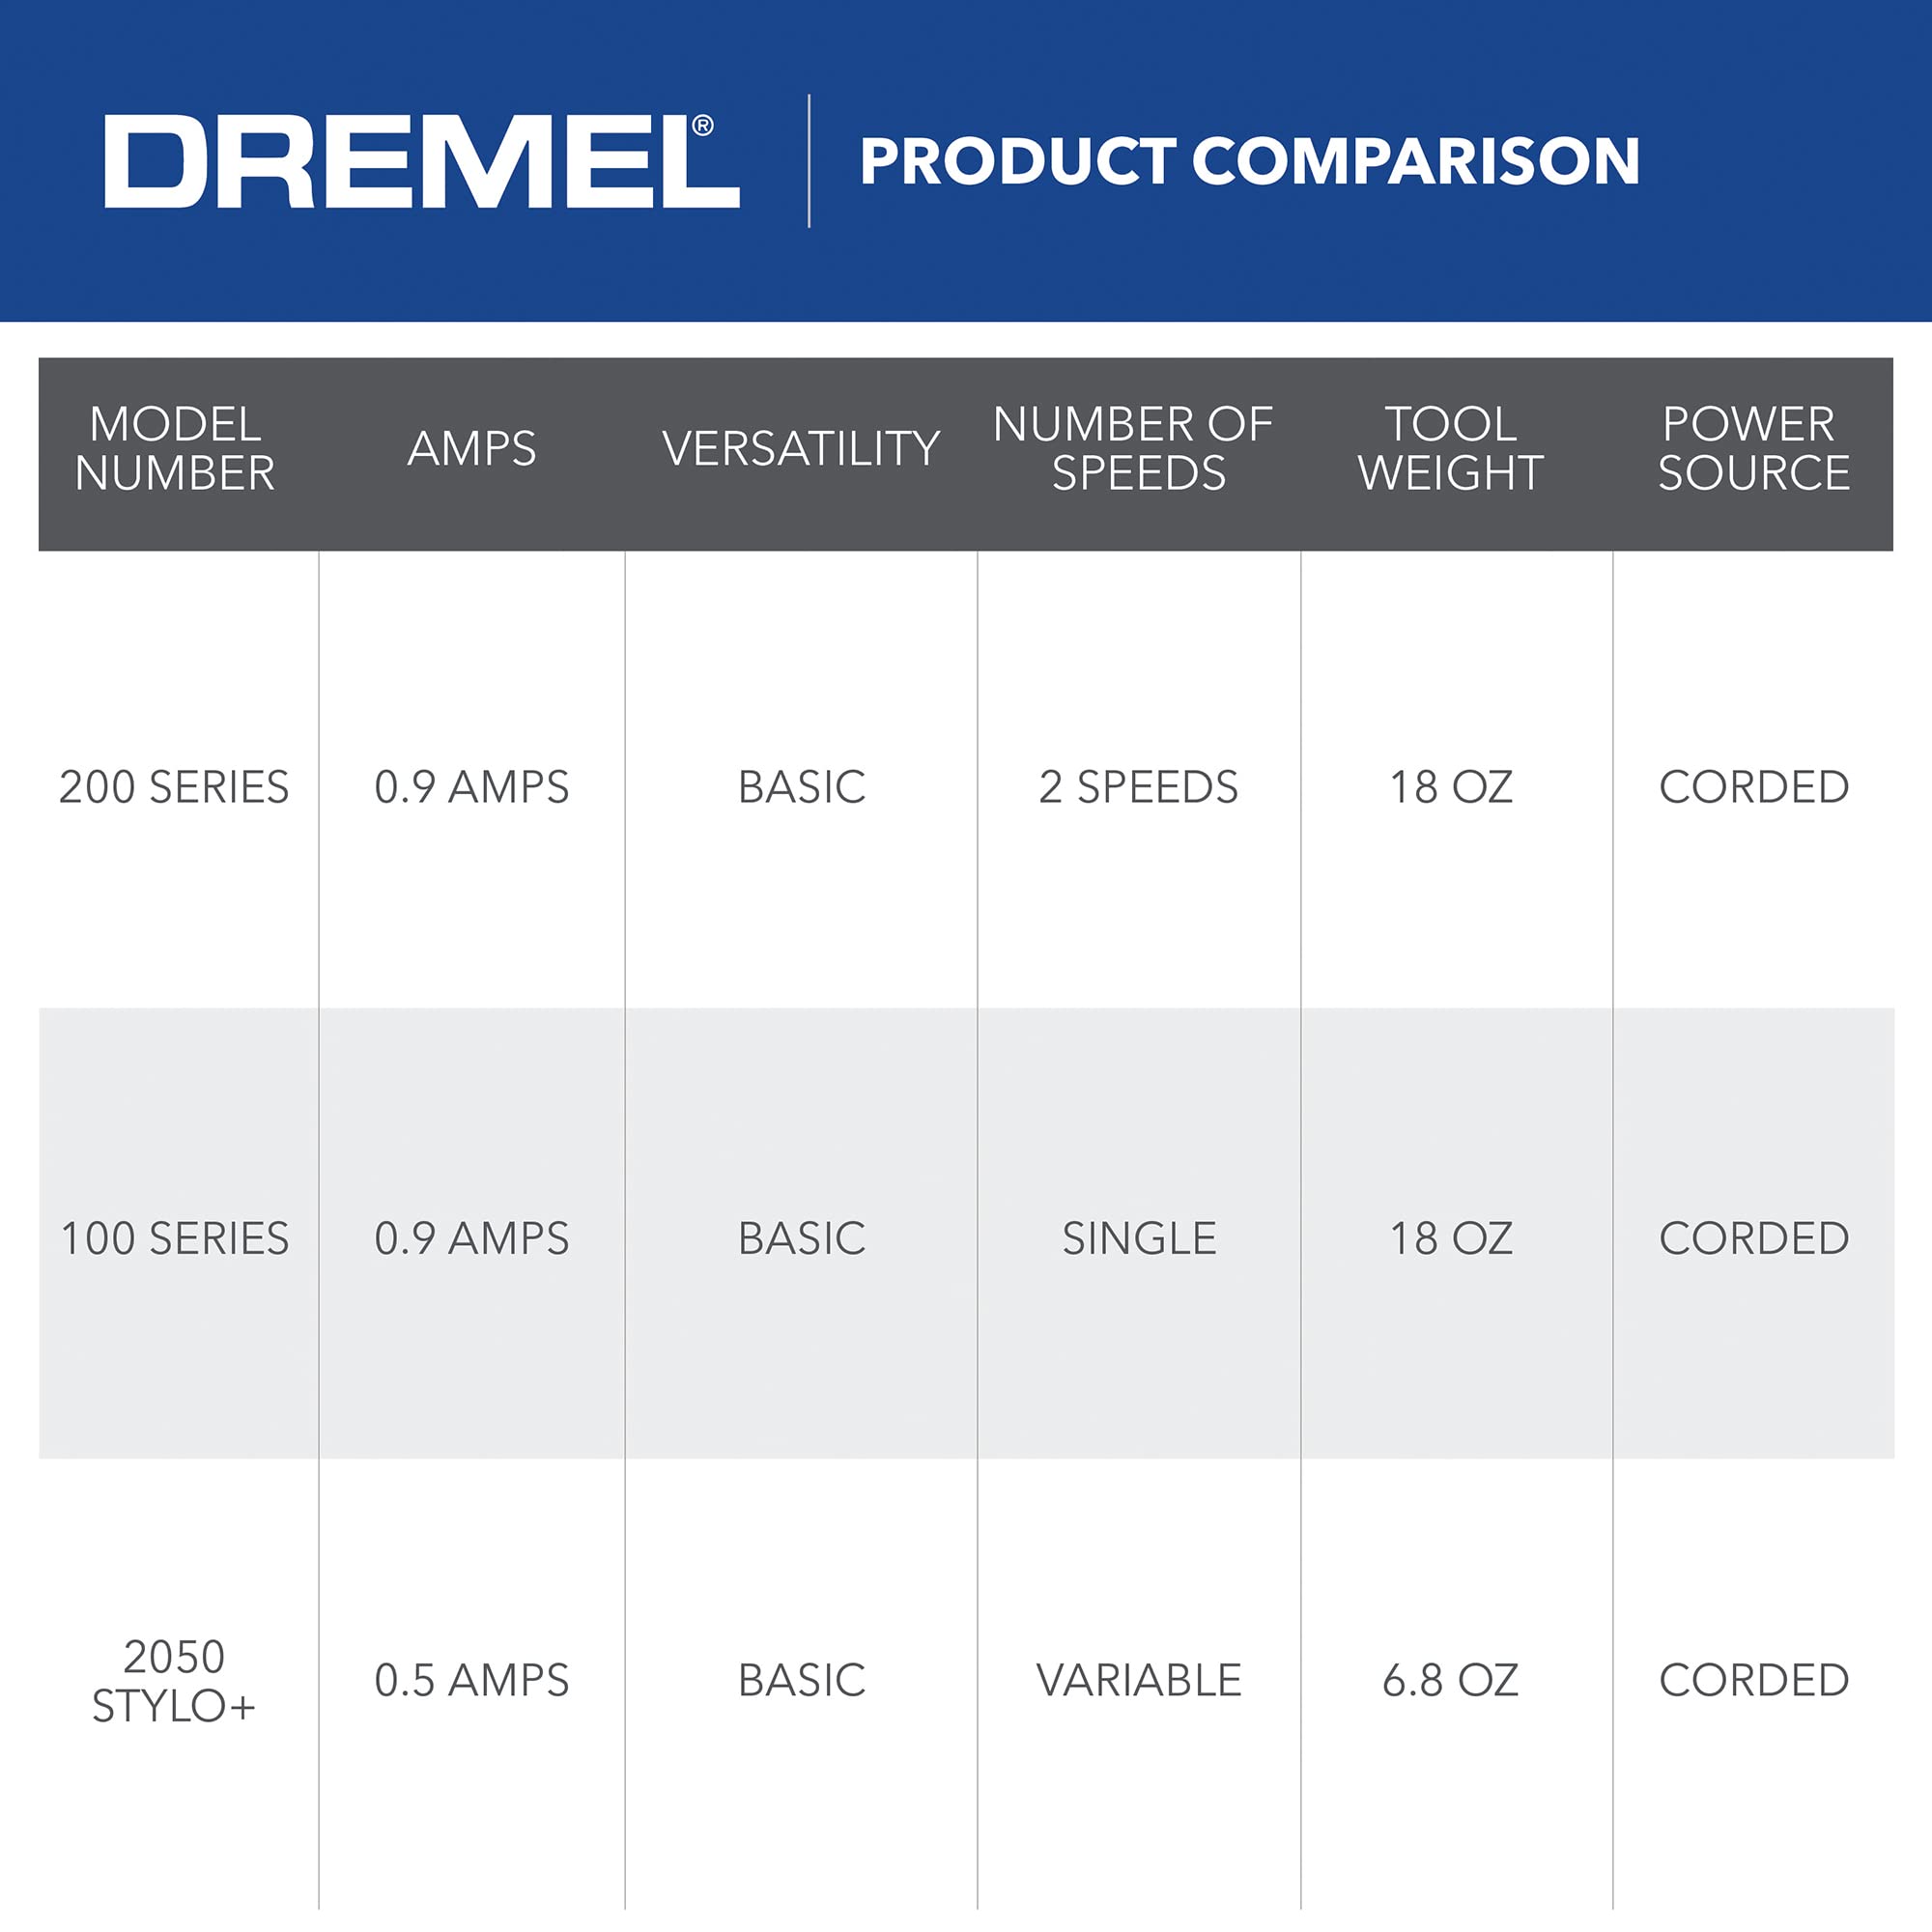 DREMEL® PRODUCT COMPARISON
MODEL NUMBER AMPS VERSATILITY NUMBER OF SPEEDS TOOL WEIGHT POWER SOURCE
200 SERIES 0.9 AMPS BASIC 2 SPEEDS 18 OZ CORDED
100 SERIES 0.9 AMPS BASIC SINGLE 18 OZ CORDED
2050 STYLO+ 0.5 AMPS BASIC VARIABLE 6.8 OZ CORDED